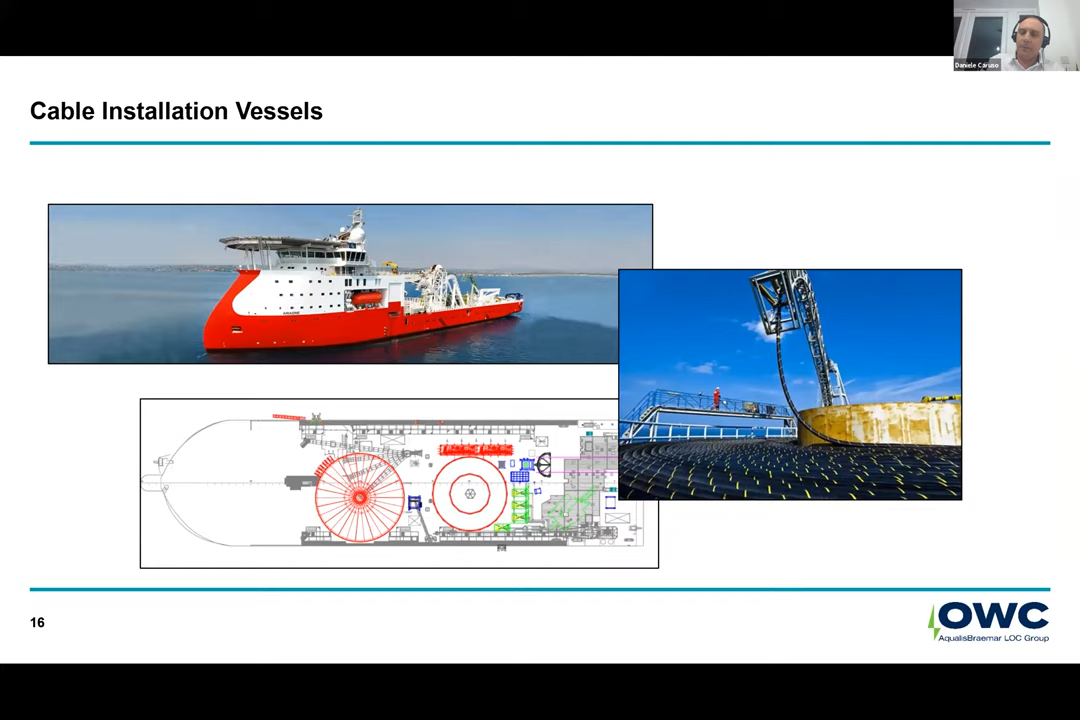 Daniele Caruso
Cable Installation Vessels
16
OWC
AqualisBraemar LOC Group